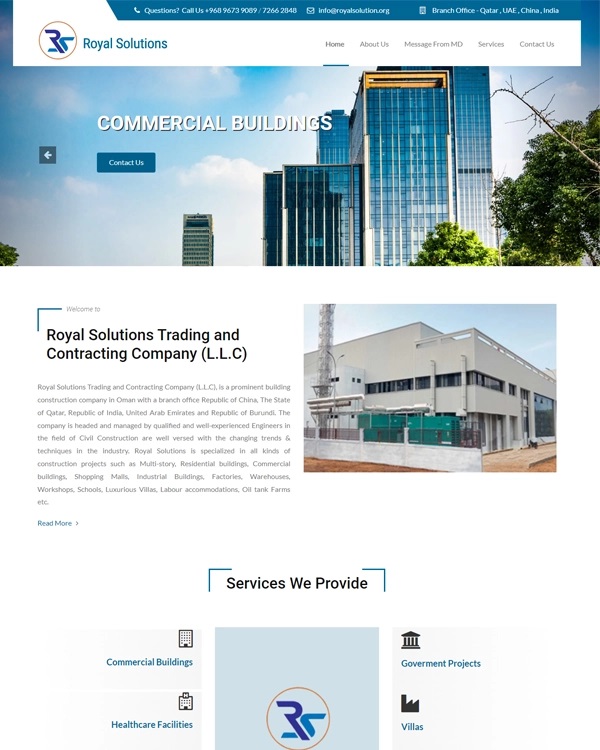 Questions? Call Us +968 9673 9089 / 7266 2848 info@royalsolution.org Branch Office - Qatar , UAE , China , India
Royal Solutions
Home About Us Message From MD Services Contact Us
COMMERCIAL BUILDINGS
Contact Us
Welcome to
Royal Solutions Trading and
Contracting Company (L.L.C)
Royal Solutions Trading and Contracting Company (L.L.C), is a prominent building
construction company in Oman with a branch office Republic of China, The State
of Qatar, Republic of India, United Arab Emirates and Republic of Burundi. The
company is headed and managed by qualified and well-experienced Engineers in
the field of Civil Construction are well versed with the changing trends &
techniques in the industry. Royal Solutions is specialized in all kinds of
construction projects such as Multi-story, Residential buildings, Commercial
buildings, Shopping Malls, Industrial Buildings, Factories, Warehouses,
Workshops, Schools, Luxurious Villas, Labour accommodations, Oil tank Farms
etc.
Read More >
Services We Provide
Commercial Buildings
Goverment Projects
Healthcare Facilities
Villas